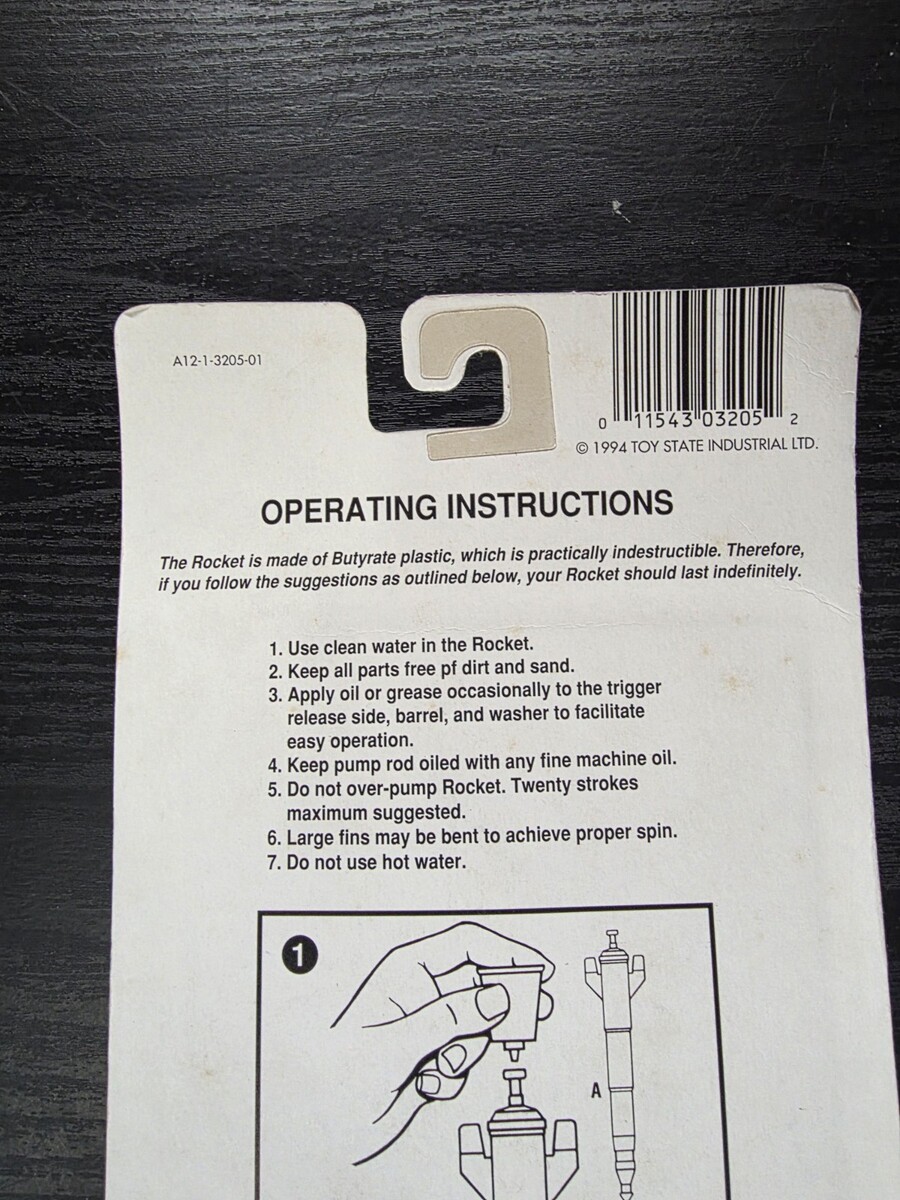 A12-1-3205-01
0 11543 03205 2
© 1994 TOY STATE INDUSTRIAL LTD.
OPERATING INSTRUCTIONS
The Rocket is made of Butyrate plastic, which is practically indestructible. Therefore,
if you follow the suggestions as outlined below, your Rocket should last indefinitely.
1. Use clean water in the Rocket.
2. Keep all parts free pf dirt and sand.
3. Apply oil or grease occasionally to the trigger
release side, barrel, and washer to facilitate
easy operation.
4. Keep pump rod oiled with any fine machine oil.
5. Do not over-pump Rocket. Twenty strokes
maximum suggested.
6. Large fins may be bent to achieve proper spin.
7. Do not use hot water.
1
A